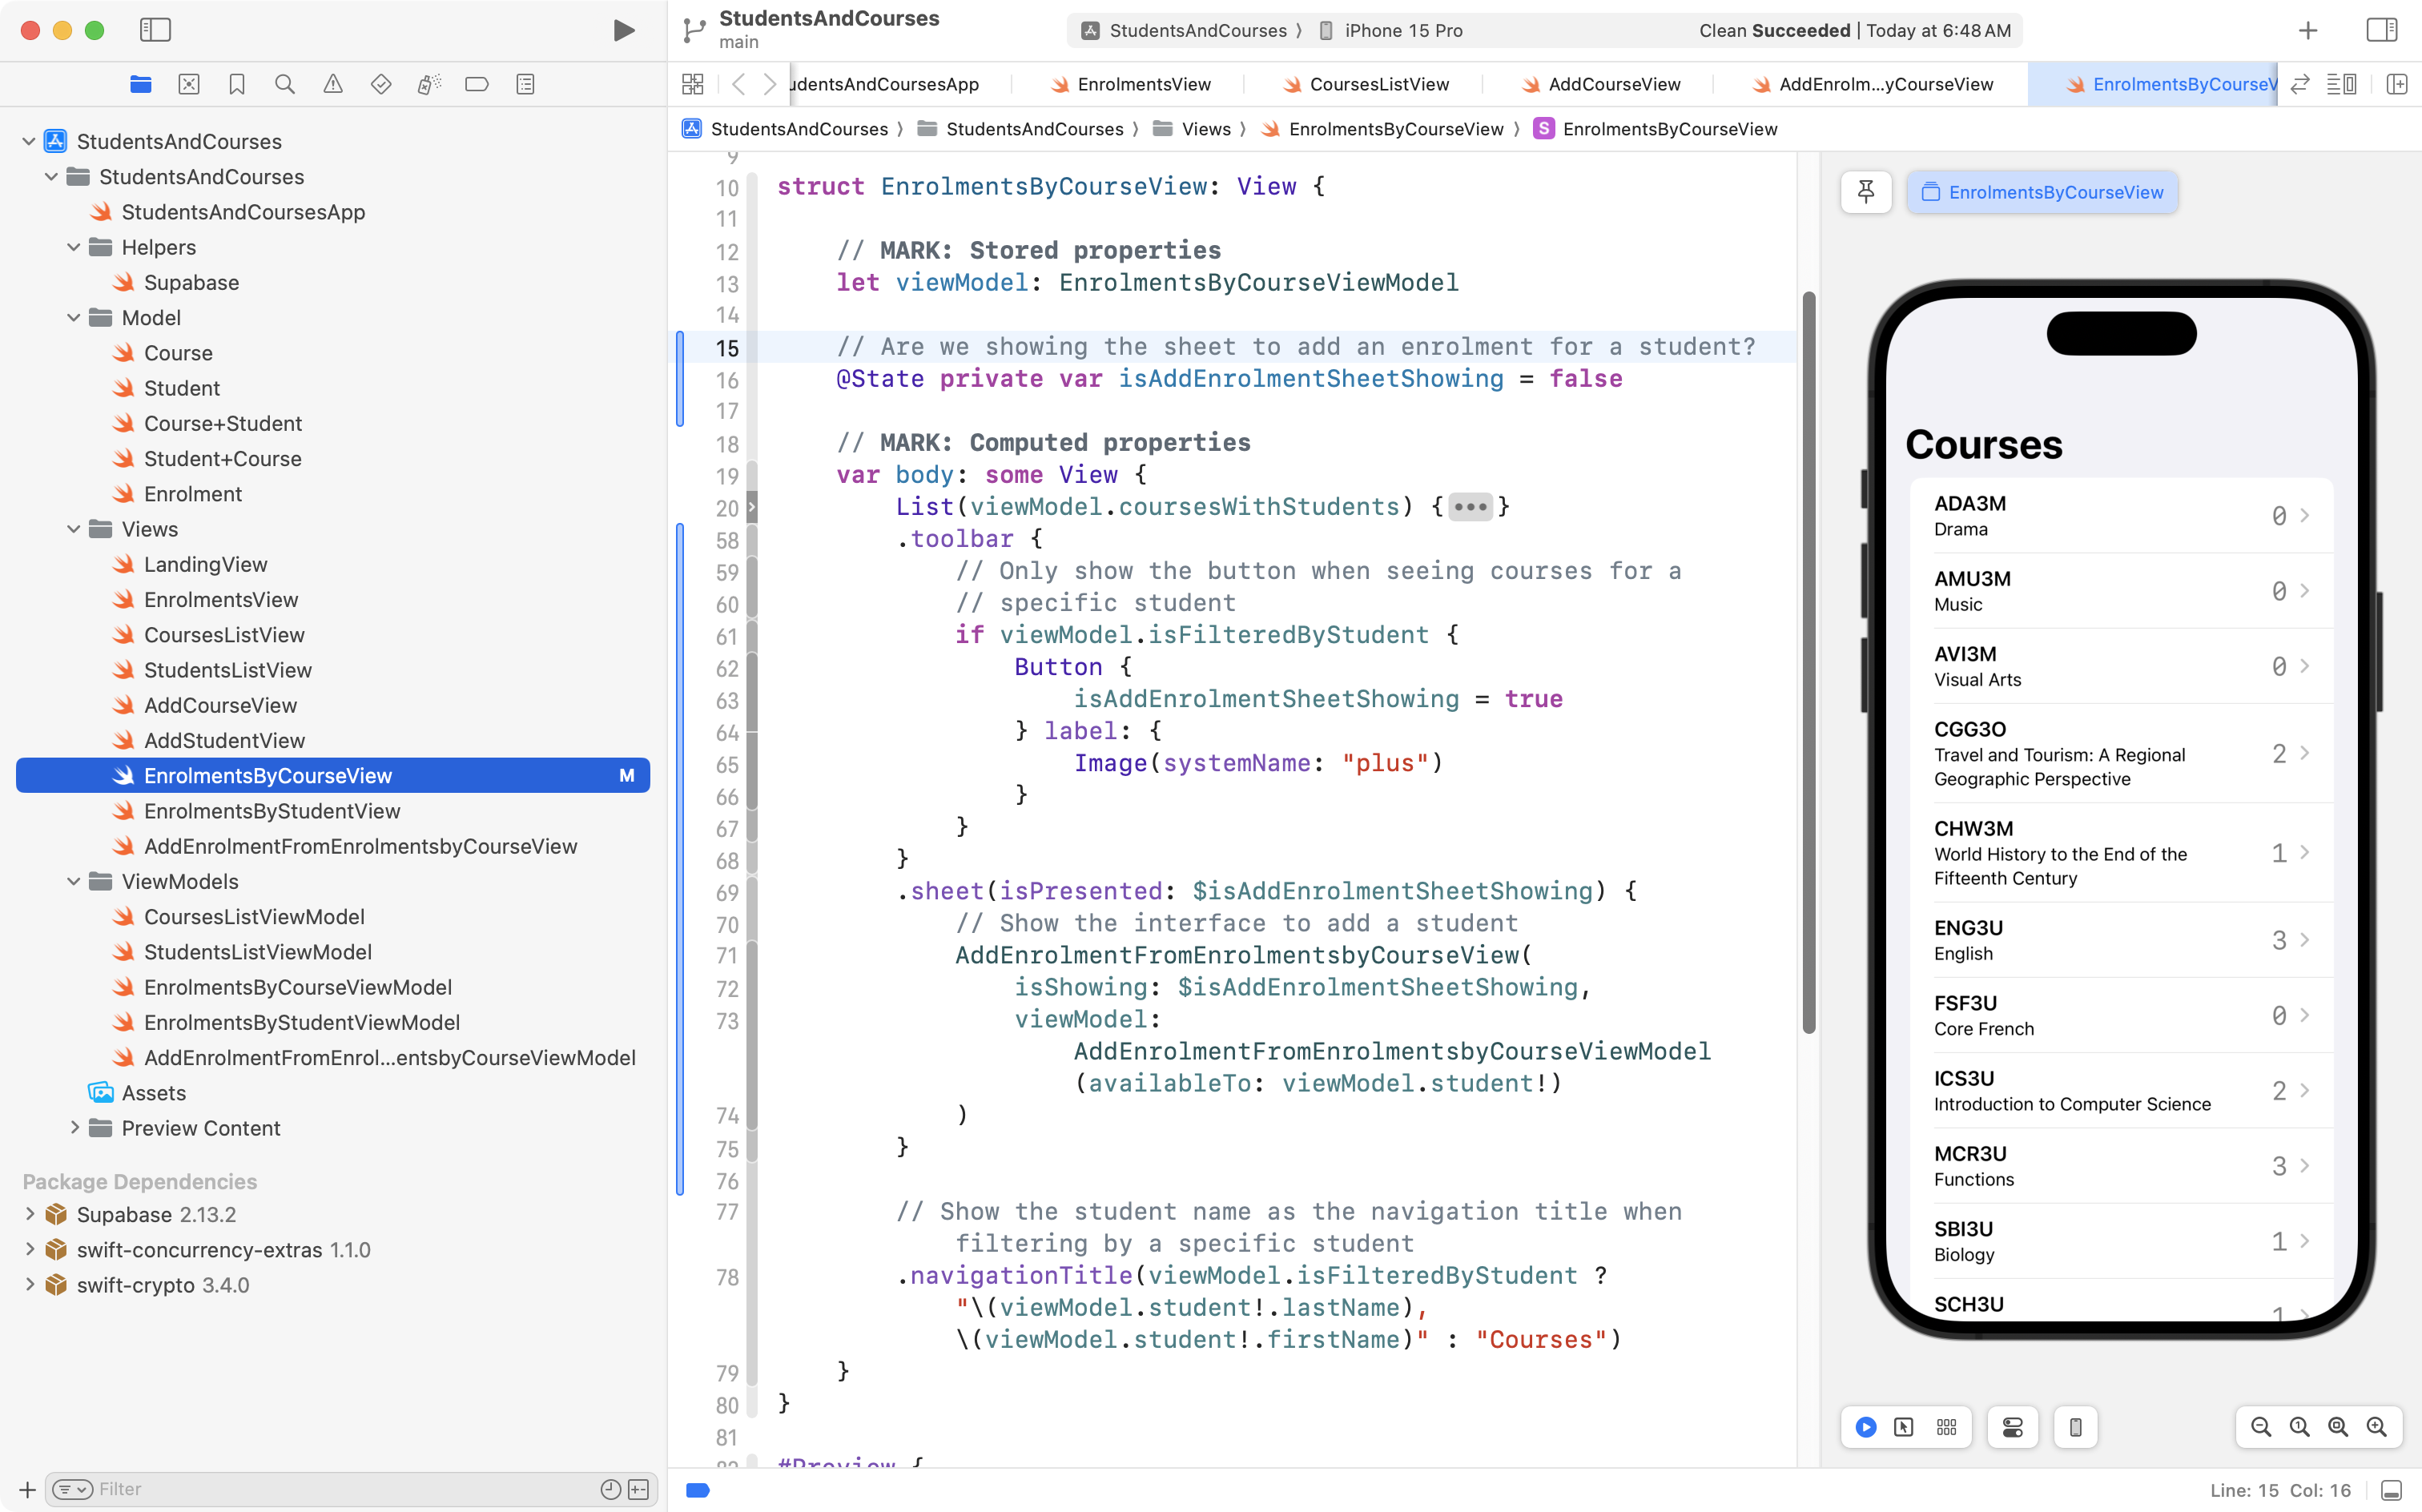 StudentsAndCourses
main
StudentsAndCourses 〉 iPhone 15 Pro
Clean Succeeded | Today at 6:48 AM
udentsAndCoursesApp
EnrolmentsView
CoursesListView
AddCourseView
AddEnrolm...yCourseView
EnrolmentsByCourseV
StudentsAndCourses 〉 StudentsAndCourses 〉 Views 〉 EnrolmentsByCourseView 〉 S EnrolmentsByCourseView
StudentsAndCourses
StudentsAndCourses
StudentsAndCoursesApp
Helpers
Supabase
Model
Course
Student
Course+Student
Student+Course
Enrolment
Views
LandingView
EnrolmentsView
CoursesListView
StudentsListView
AddCourseView
AddStudentView
EnrolmentsByCourseView M
EnrolmentsByStudentView
AddEnrolmentFromEnrolmentsbyCourseView
ViewModels
CoursesListViewModel
StudentsListViewModel
EnrolmentsByCourseViewModel
EnrolmentsByStudentViewModel
AddEnrolmentFromEnrol...entsbyCourseViewModel
Assets
Preview Content
Package Dependencies
Supabase 2.13.2
swift-concurrency-extras 1.1.0
swift-crypto 3.4.0
Filter
9
10 struct EnrolmentsByCourseView: View {
11
12 // MARK: Stored properties
13 let viewModel: EnrolmentsByCourseViewModel
14
15 // Are we showing the sheet to add an enrolment for a student?
16 @State private var isAddEnrolmentSheetShowing = false
17
18 // MARK: Computed properties
19 var body: some View {
20 List(viewModel.coursesWithStudents) {•••}
58 .toolbar {
59 // Only show the button when seeing courses for a
60 // specific student
61 if viewModel.isFilteredByStudent {
62 Button {
63 isAddEnrolmentSheetShowing = true
64 } label: {
65 Image(systemName: "plus")
66 }
67 }
68 }
69 .sheet(isPresented: $isAddEnrolmentSheetShowing) {
70 // Show the interface to add a student
71 AddEnrolmentFromEnrolmentsbyCourseView(
72 isShowing: $isAddEnrolmentSheetShowing,
73 viewModel:
AddEnrolmentFromEnrolmentsbyCourseViewModel
(availableTo: viewModel.student!)
74 )
75 }
76
77 // Show the student name as the navigation title when
filtering by a specific student
78 .navigationTitle(viewModel.isFilteredByStudent ?
"\(viewModel.student!.lastName),
\(viewModel.student!.firstName)" : "Courses")
79 }
80 }
81
82 #Preview {
EnrolmentsByCourseView
Courses
ADA3M
Drama
0
AMU3M
Music
0
AVI3M
Visual Arts
0
CGG3O
Travel and Tourism: A Regional
Geographic Perspective
2
CHW3M
World History to the End of the
Fifteenth Century
1
ENG3U
English
3
FSF3U
Core French
0
ICS3U
Introduction to Computer Science
2
MCR3U
Functions
3
SBI3U
Biology
1
SCH3U
1
Line: 15 Col: 16